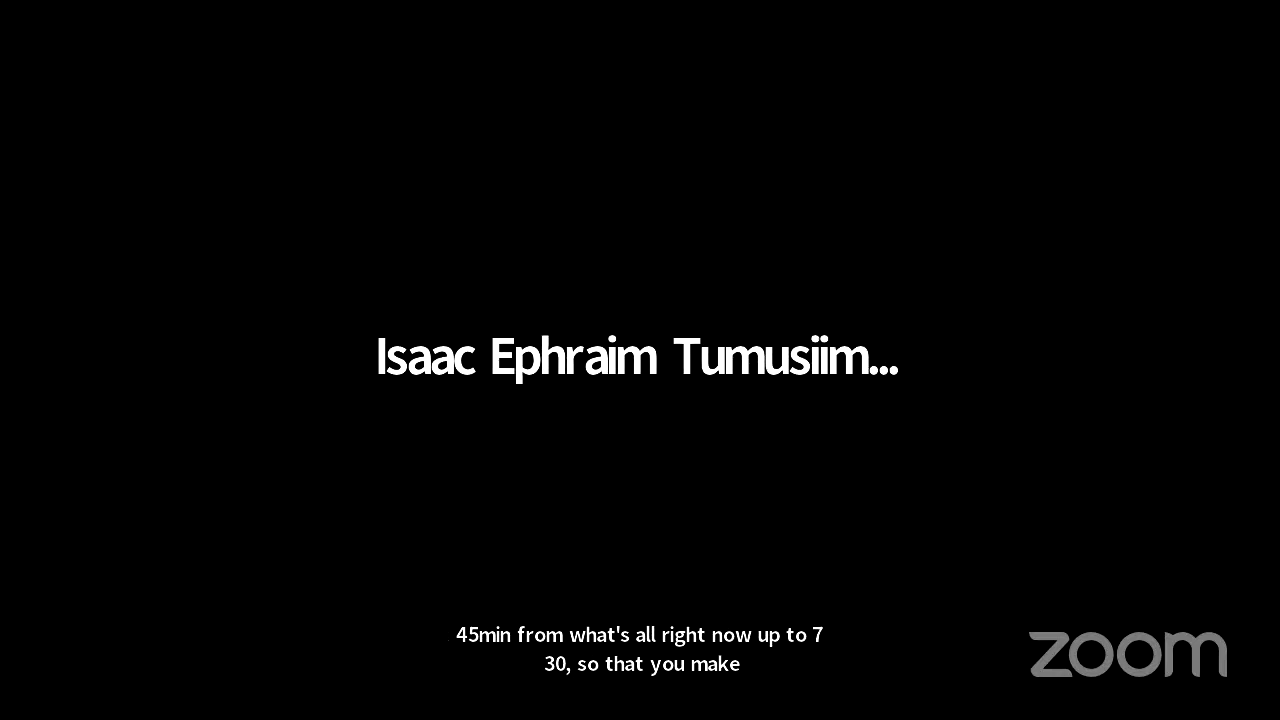 Isaac Ephraim Tumusiim...
45min from what's all right now up to 7
30, so that you make
zoom